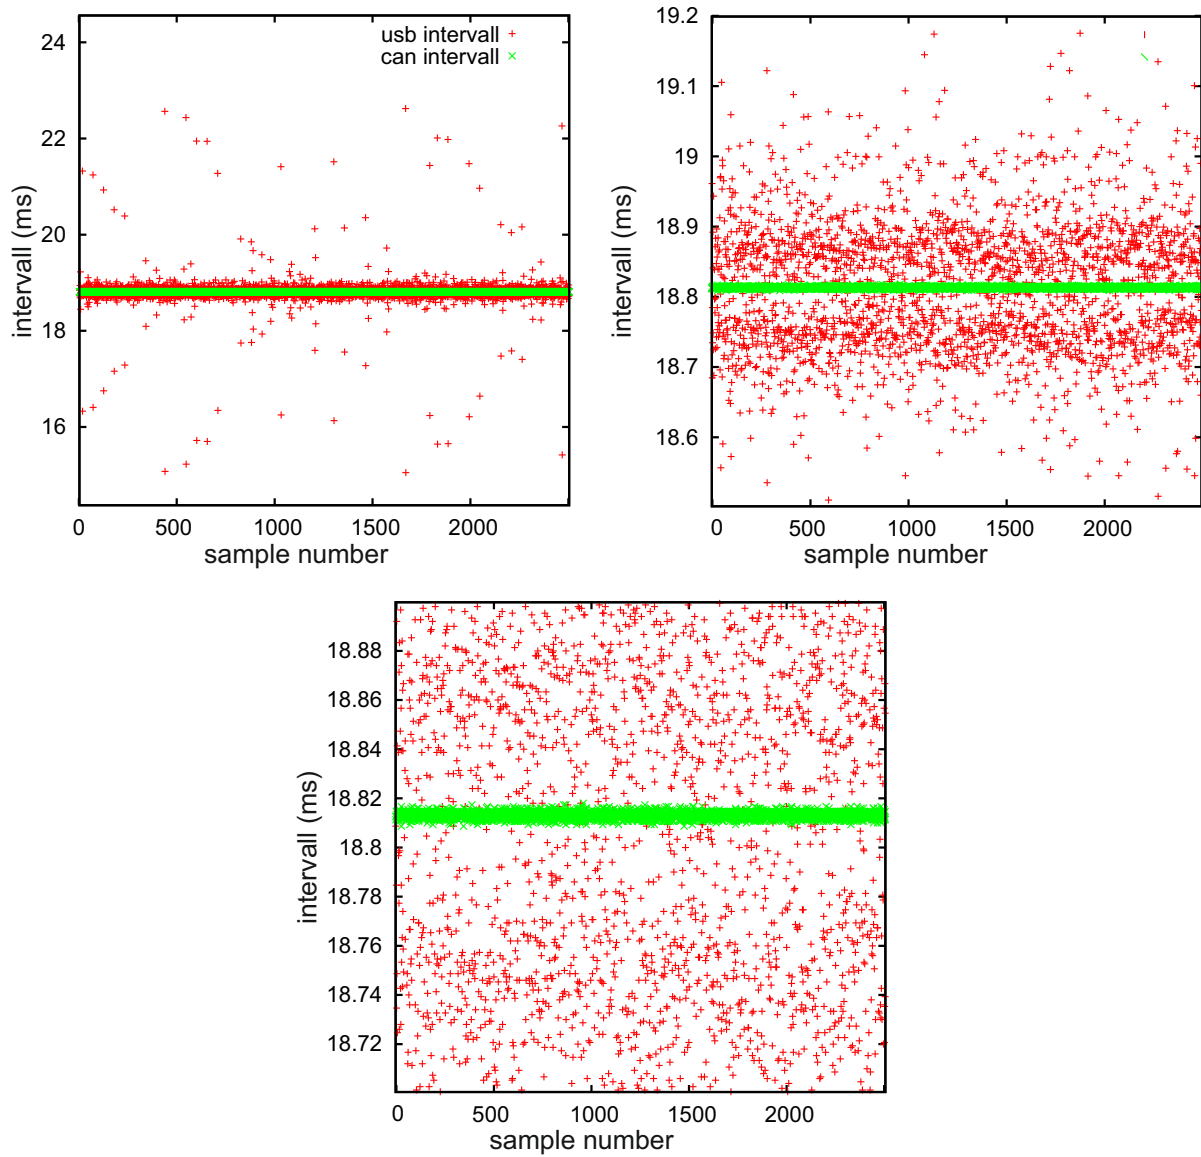 24
22
20
18
16
intervall (ms)
usb intervall
can intervall
0 500 1000 1500 2000
sample number
19.2
19.1
19
18.9
18.8
18.7
18.6
intervall (ms)
0 500 1000 1500 2000
sample number
18.88
18.86
18.84
18.82
18.8
18.78
18.76
18.74
18.72
intervall (ms)
0 500 1000 1500 2000
sample number